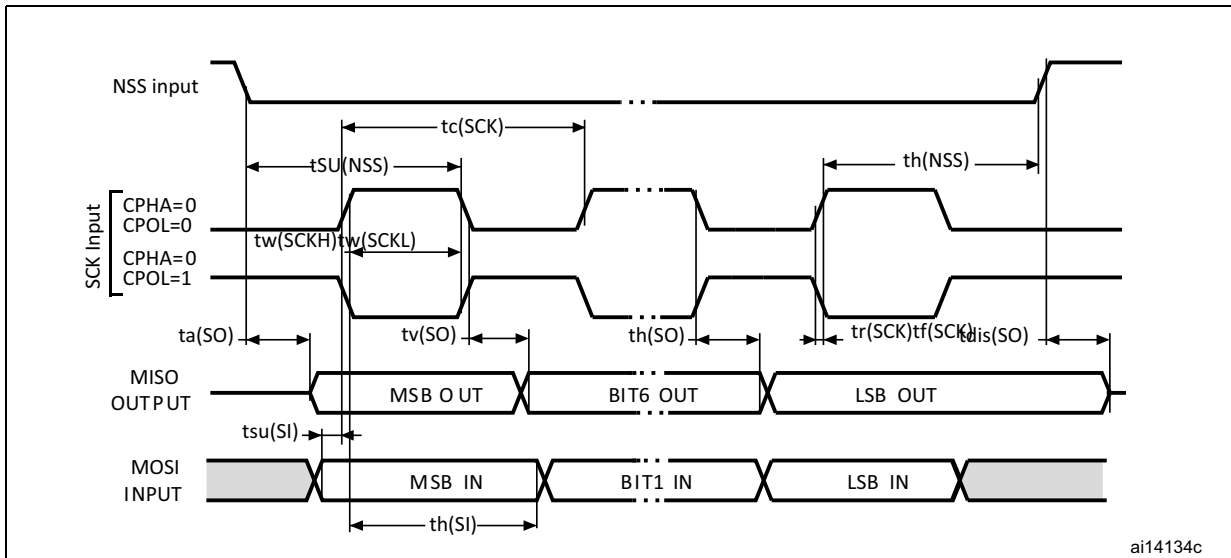 NSS input
tc(SCK)
tSU(NSS)
th(NSS)
SCK Input
CPHA=0
CPOL=0
tw(SCKH)tw(SCKL)
CPHA=0
CPOL=1
ta(SO)
tv(SO)
th(SO)
tr(SCK)tf(SCK)
tdis(SO)
MISO
OUTPUT
MSB OUT
BIT6 OUT
LSB OUT
tsu(SI)
MOSI
INPUT
MSB IN
BIT1 IN
LSB IN
th(SI)
ai14134c